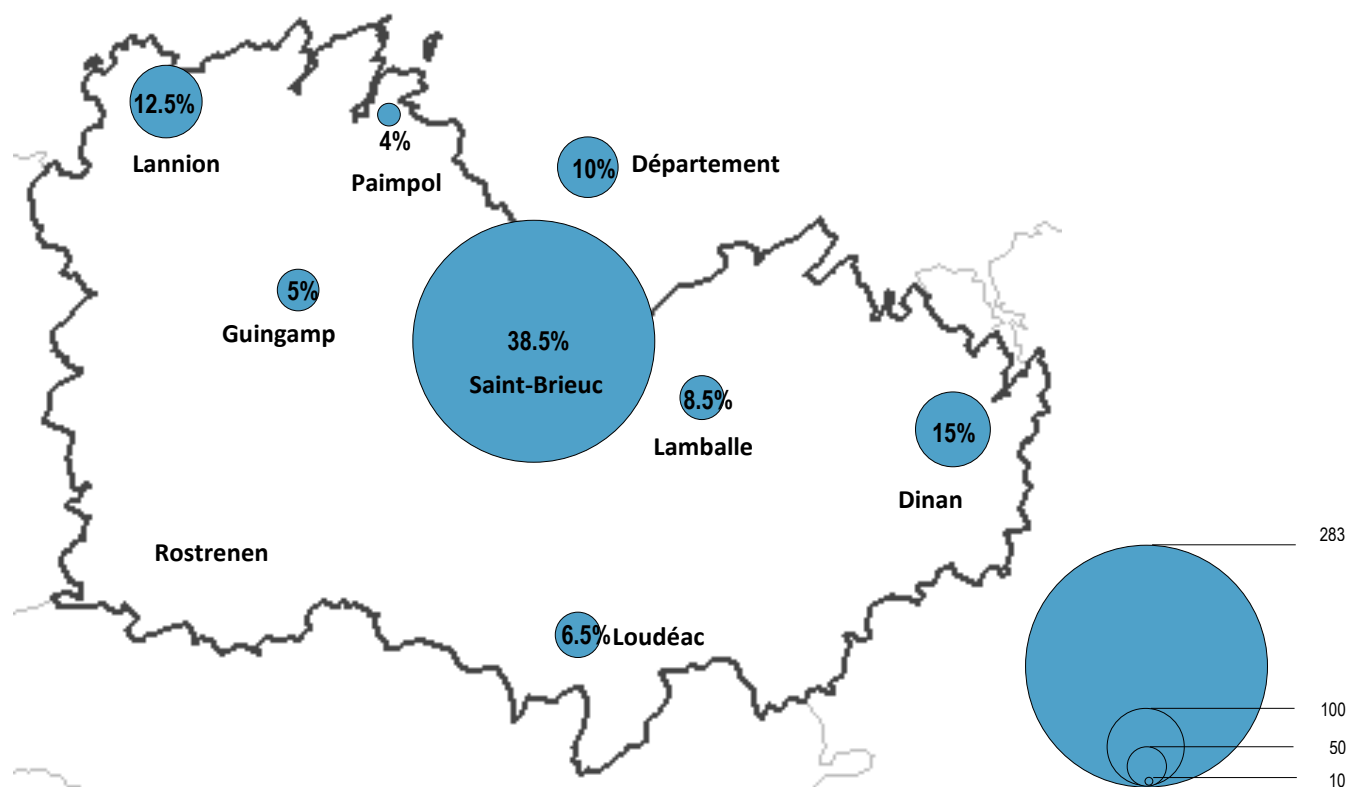 12.5%
Lannion
4%
Paimpol
10%
Département
5%
Guingamp
38.5%
Saint-Brieuc
8.5%
Lamballe
15%
Dinan
Rostrenen
6.5%
Loudéac
283
100
50
10